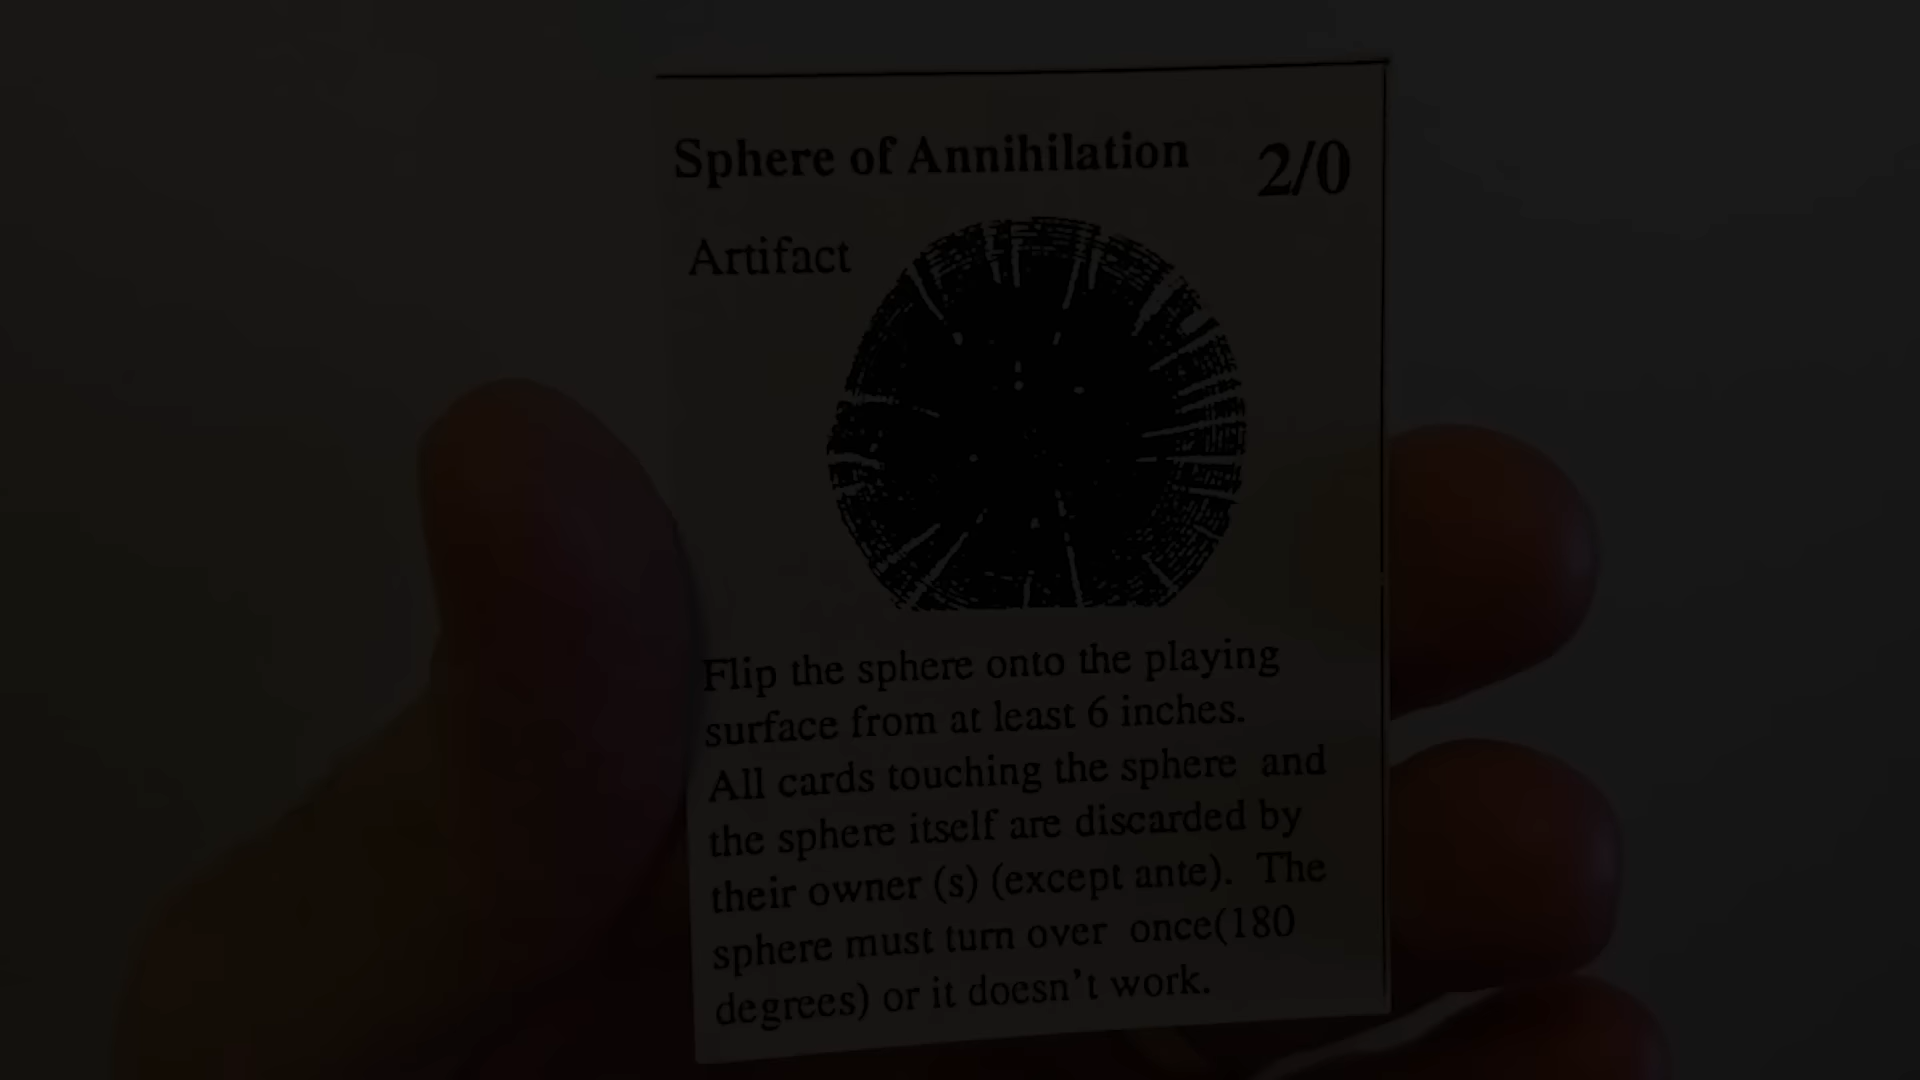 Sphere of Annihilation 2/0
Artifact
Flip the sphere onto the playing
surface from at least 6 inches.
All cards touching the sphere and
the sphere itself are discarded by
their owner (s) (except ante). The
sphere must turn over once(180
degrees) or it doesn't work.